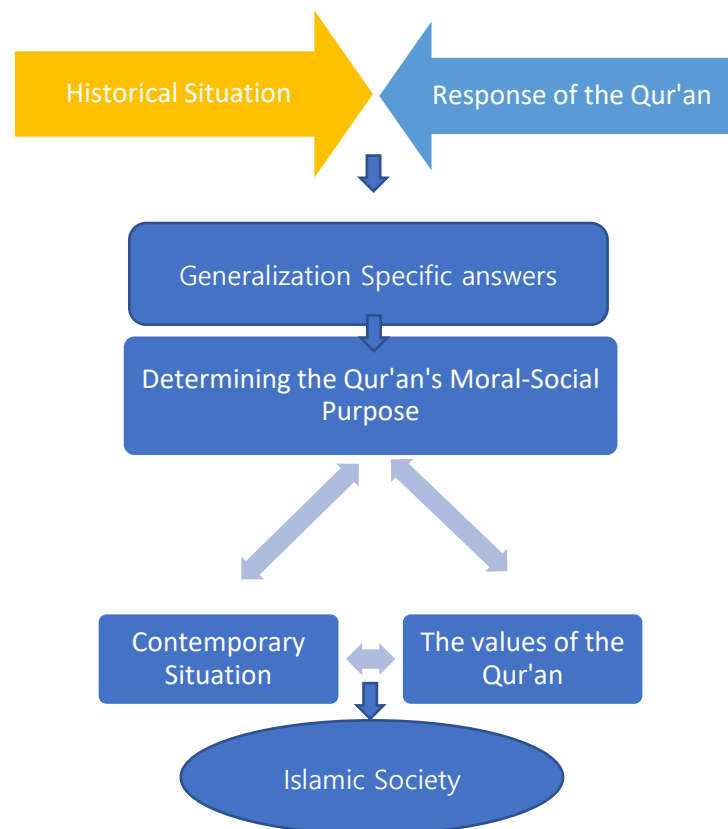 Historical Situation
Response of the Qur'an
Generalization Specific answers
Determining the Qur'an's Moral-Social
Purpose
Contemporary
Situation
The values of the
Qur'an
Islamic Society